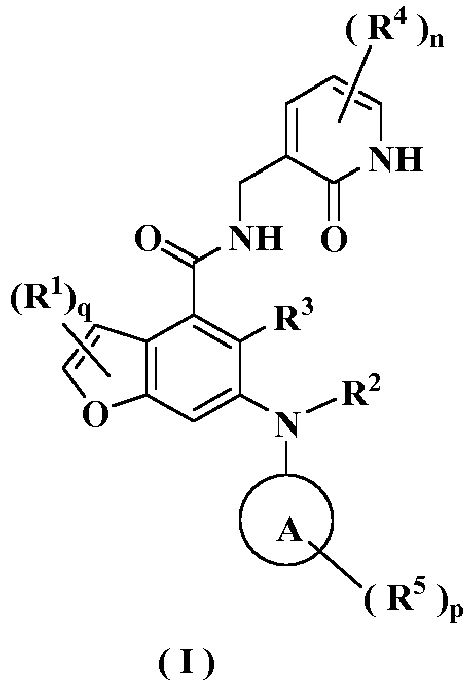 ( R⁴ )ₙ
NH
O
O
NH
(R¹)q
R³
O
N
R²
A
( R⁵ )ₚ
( I )